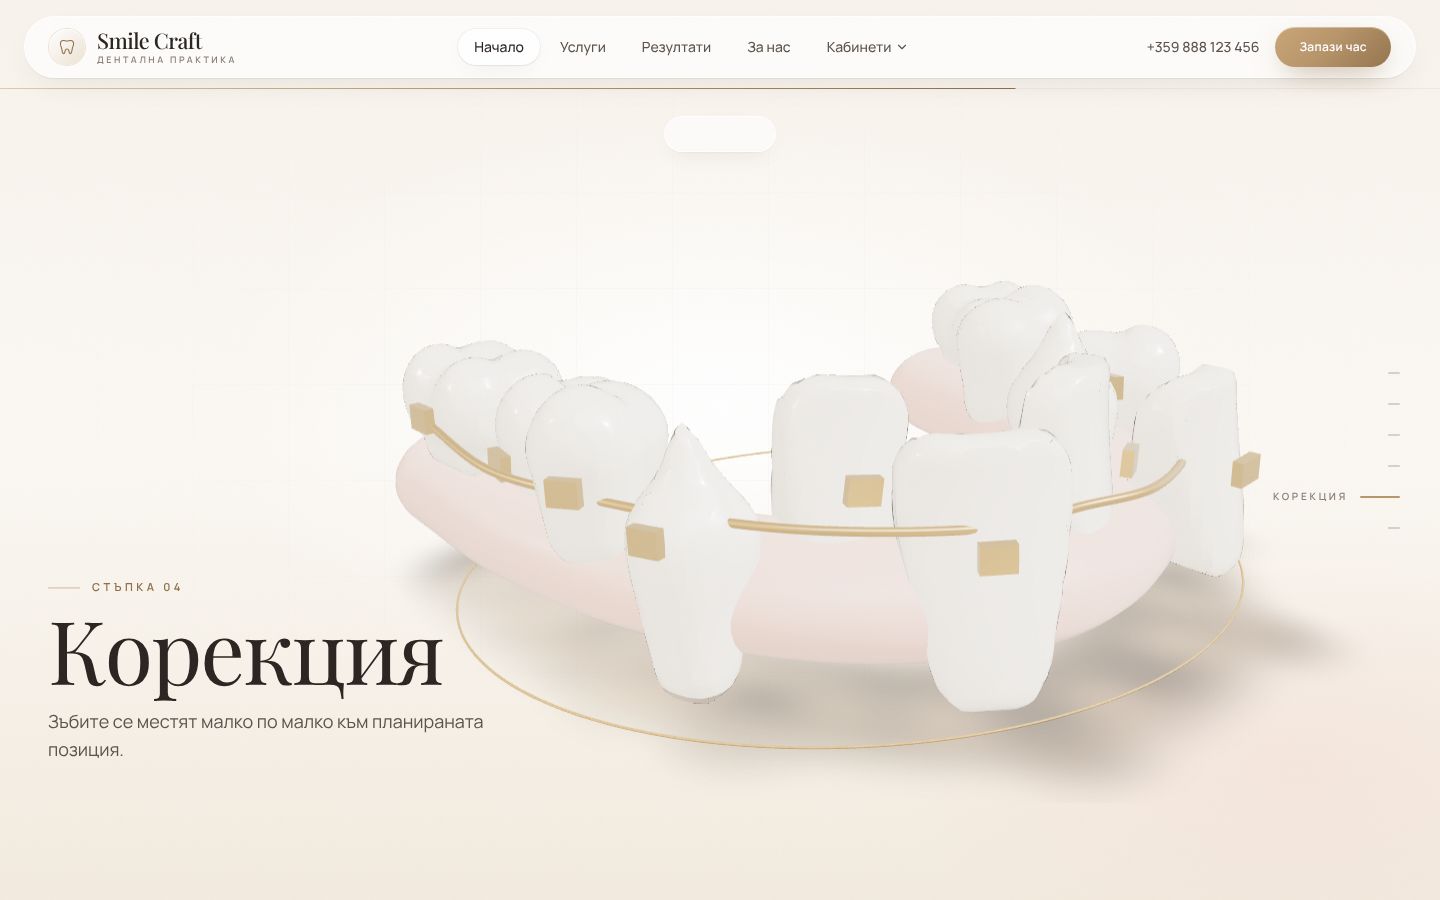 Smile Craft
ДЕНТАЛНА ПРАКТИКА
Начало
Услуги
Резултати
За нас
Кабинети
+359 888 123 456
Запази час
КОРЕКЦИЯ
СТЪПКА 04
Корекция
Зъбите се местят малко по малко към планираната
позиция.